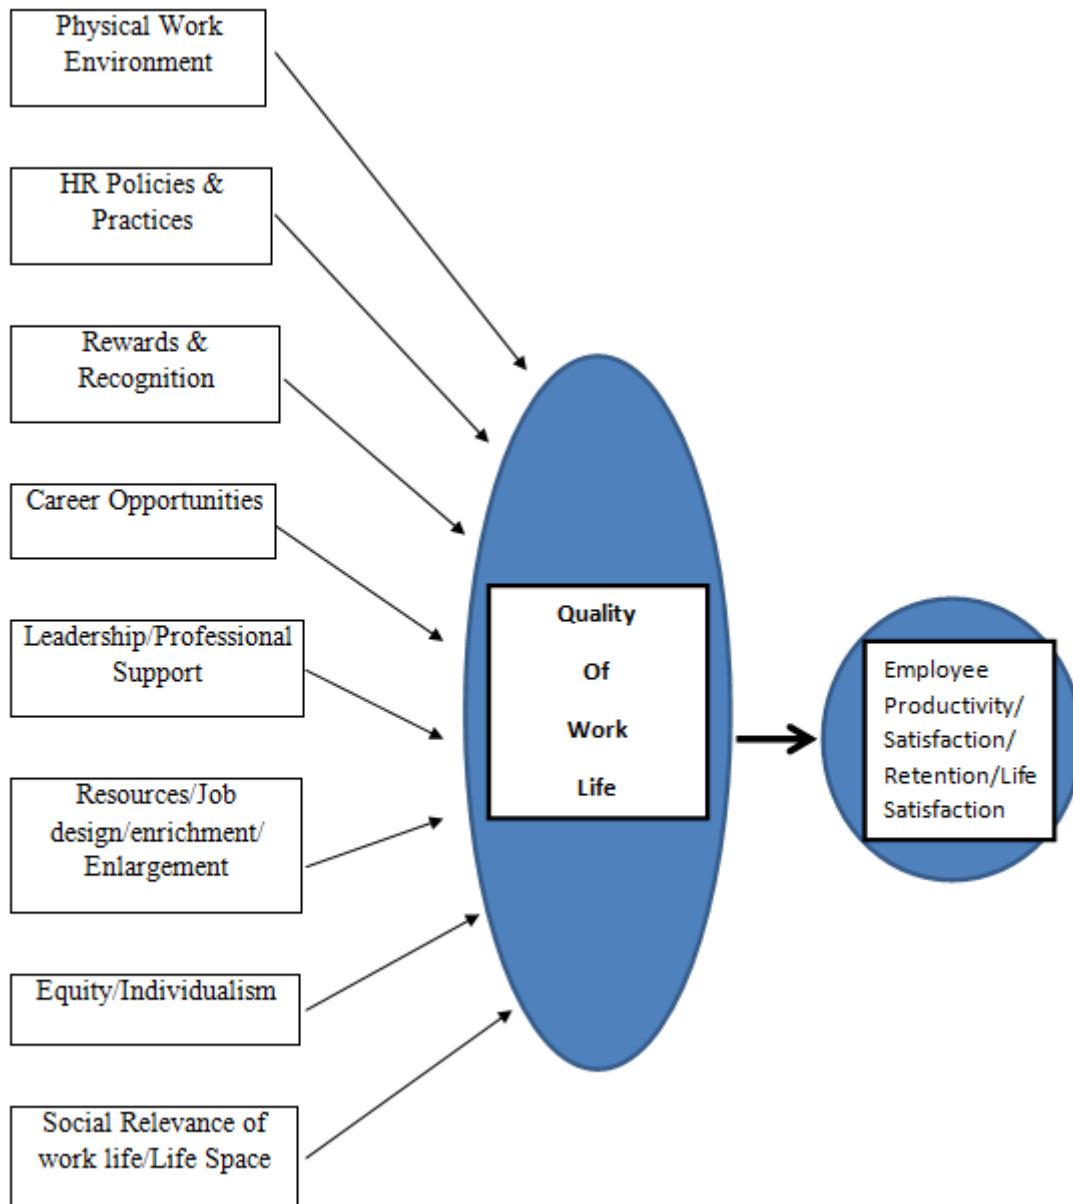 Physical Work
Environment
HR Policies &
Practices
Rewards &
Recognition
Career Opportunities
Leadership/Professional
Support
Resources/Job
design/enrichment/
Enlargement
Equity/Individualism
Social Relevance of
work life/Life Space
Quality
Of
Work
Life
Employee
Productivity/
Satisfaction/
Retention/Life
Satisfaction